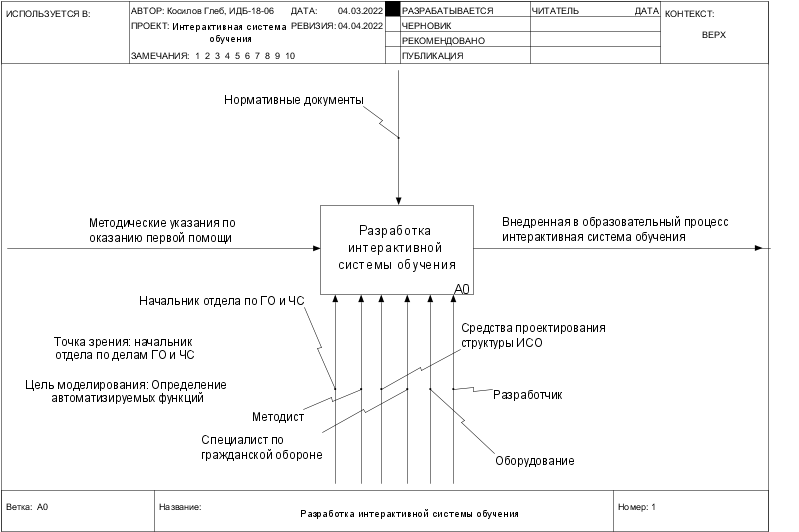 ИСПОЛЬЗУЕТСЯ В:
АВТОР: Косилов Глеб, ИДБ-18-06 ДАТА: 04.03.2022
ПРОЕКТ: Интерактивная система обучения
РЕВИЗИЯ: 04.04.2022
ЗАМЕЧАНИЯ: 1 2 3 4 5 6 7 8 9 10
РАЗРАБАТЫВАЕТСЯ
ЧЕРНОВИК
РЕКОМЕНДОВАНО
ПУБЛИКАЦИЯ
ЧИТАТЕЛЬ ДАТА
КОНТЕКСТ:
ВЕРХ
Нормативные документы
Методические указания по
оказанию первой помощи
Разработка
интерактивной
системы обучения
A0
Внедренная в образовательный процесс
интерактивная система обучения
Начальник отдела по ГО и ЧС
Точка зрения: начальник
отдела по делам ГО и ЧС
Цель моделирования: Определение
автоматизируемых функций
Средства проектирования
структуры ИСО
Методист
Разработчик
Специалист по
гражданской обороне
Оборудование
Ветка: A0
Название:
Разработка интерактивной системы обучения
Номер: 1